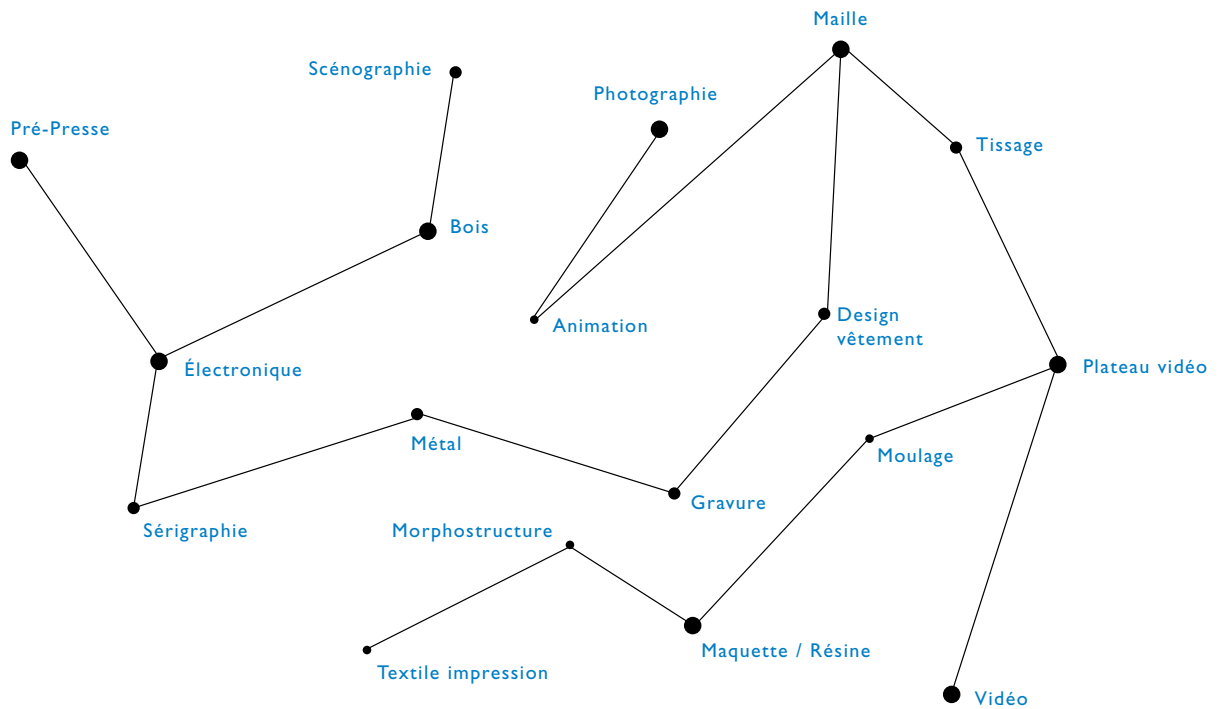 Maille
Scénographie
Photographie
Pré-Presse
Tissage
Bois
Design
vêtement
Animation
Électronique
Plateau vidéo
Métal
Moulage
Gravure
Sérigraphie
Morphostructure
Maquette / Résine
Textile impression
Vidéo